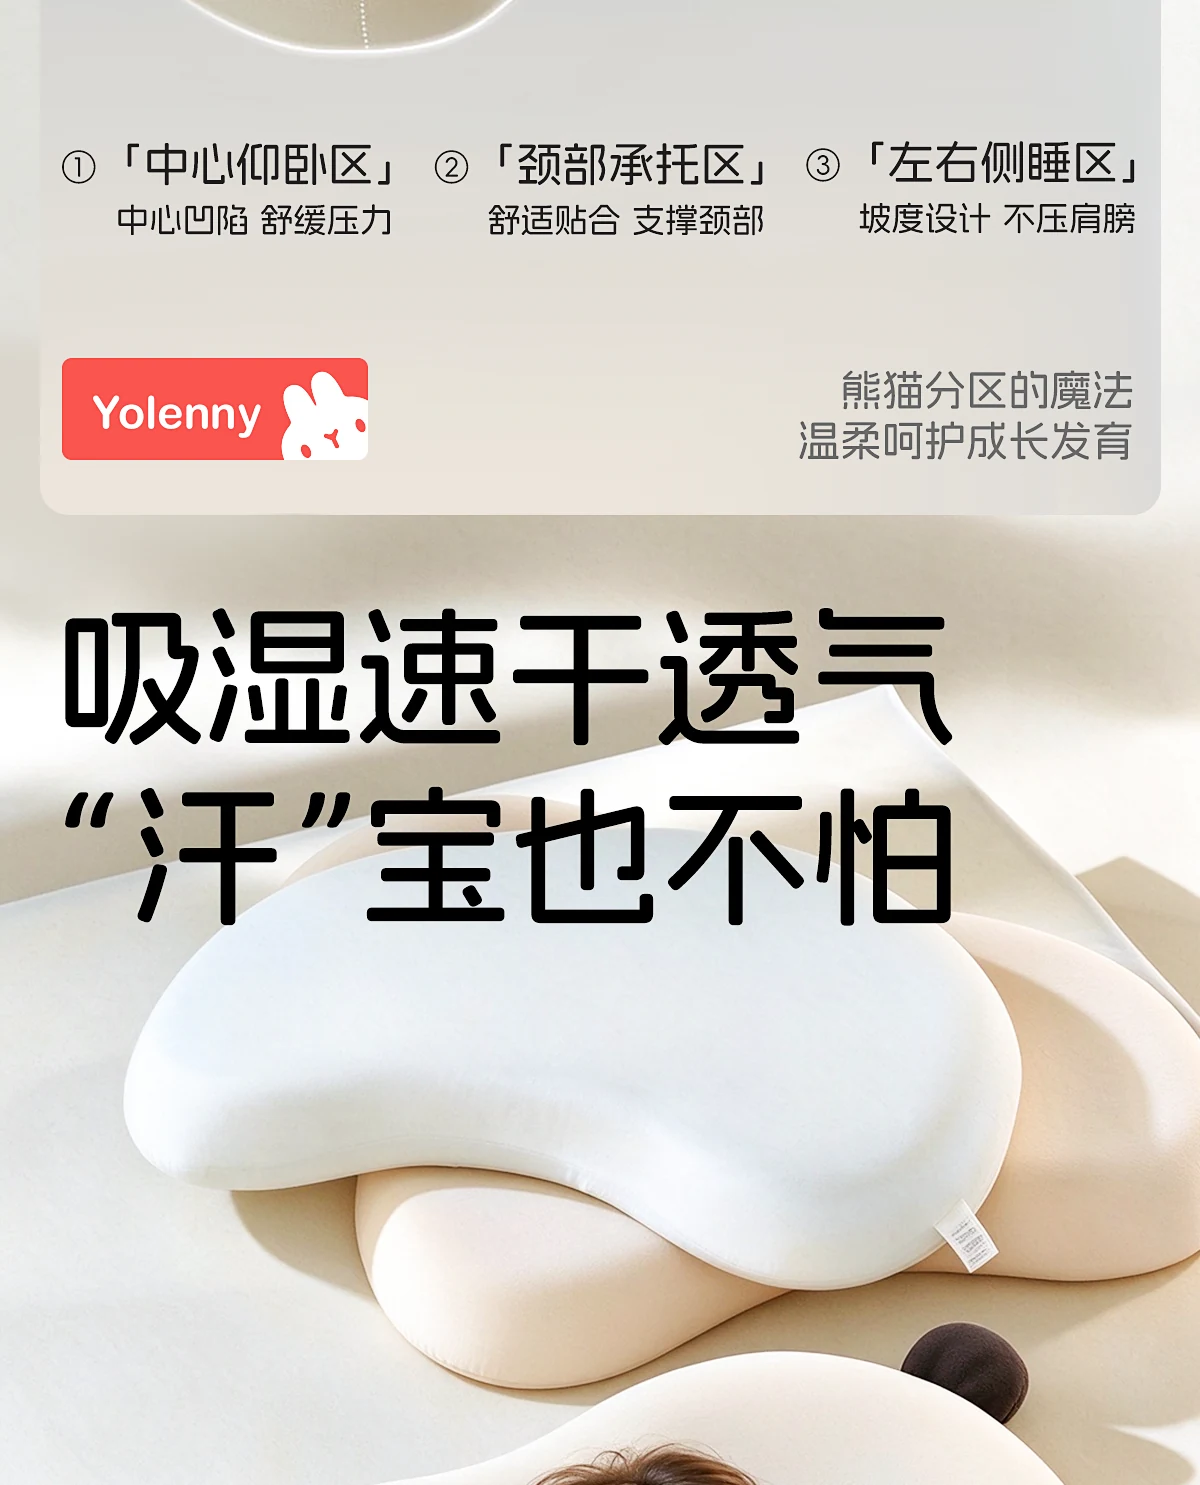 ①「中心仰卧区」
中心凹陷 舒缓压力
②「颈部承托区」
舒适贴合 支撑颈部
③「左右侧睡区」
坡度设计 不压肩膀
Yolenny
熊猫分区的魔法
温柔呵护成长发育
吸湿速干透气
“汗”宝也不怕